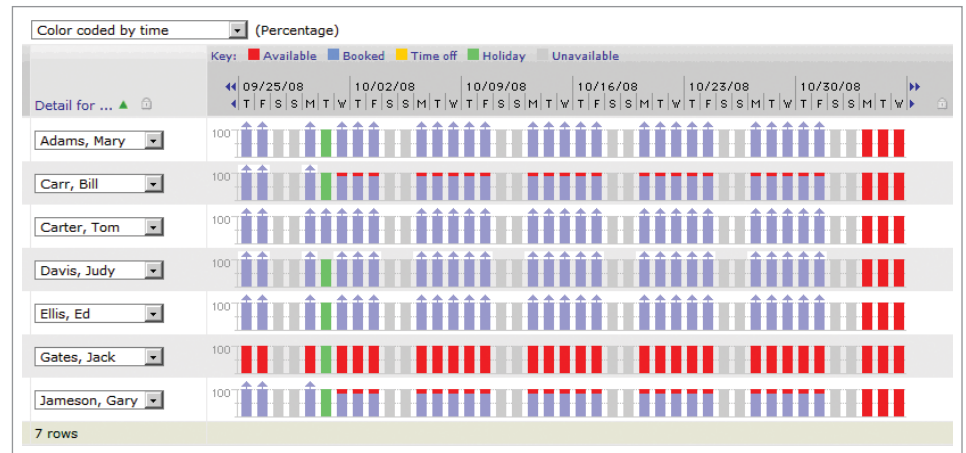 Color coded by time (Percentage)
Key: Available Booked Time off Holiday Unavailable
09/25/08 10/02/08 10/09/08 10/16/08 10/23/08 10/30/08
Detail for ... T F S S M T W T F S S M T W T F S S M T W T F S S M T W T F S S M T W T F S S M T W
Adams, Mary 100
Carr, Bill 100
Carter, Tom 100
Davis, Judy 100
Ellis, Ed 100
Gates, Jack 100
Jameson, Gary 100
7 rows